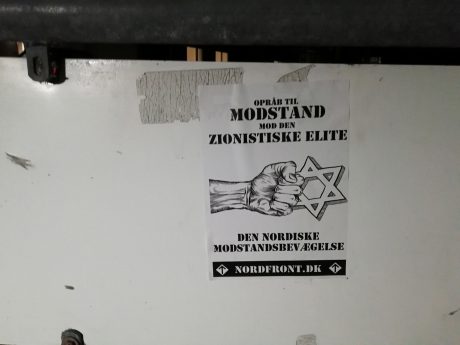 OPRÅB TIL
MODSTAND
MOD DEN
ZIONISTISKE ELITE
DEN NORDISKE
MODSTANDSBEVÆGELSE
NORDFRONT.DK